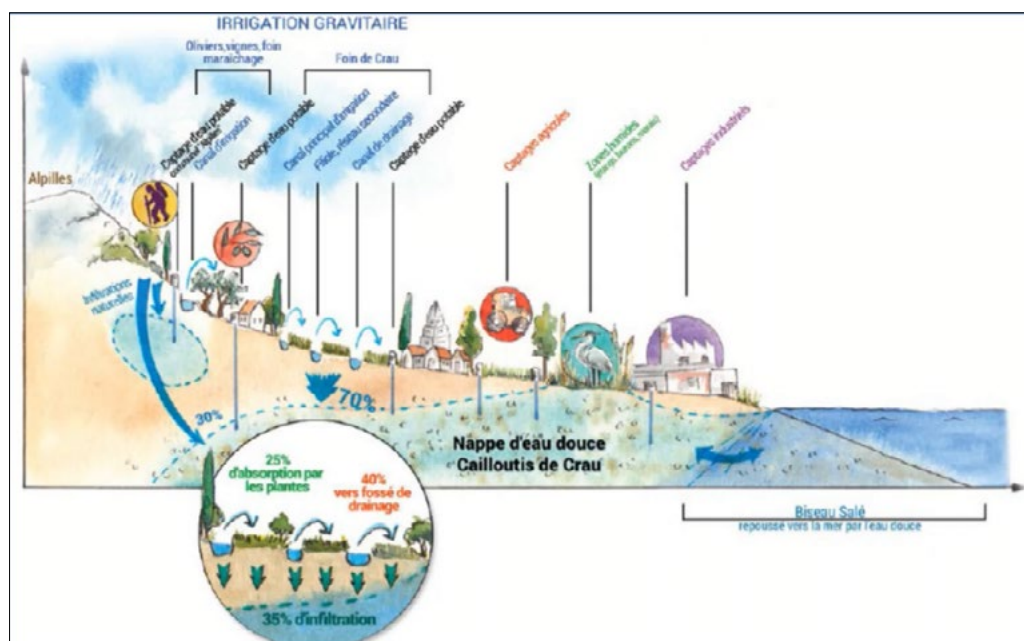 IRRIGATION GRAVITAIRE
Oliviers, vignes, foin
maraîchage
Foin de Crau
Captage d'eau potable
Canal d'irrigation
Captage d'eau potable
Canal principal d'irrigation
Filiole, réseau secondaire
Canal de drainage
Captage d'eau potable
Captages agricoles
Zones humides
Captages industriels
Alpilles
Infiltrations
naturelles
30%
70%
Nappe d'eau douce
Cailloutis de Crau
25%
d'absorption par
les plantes
40%
vers fossé de
drainage
35% d'infiltration
Biseau Salé
repoussé vers la mer par l'eau douce